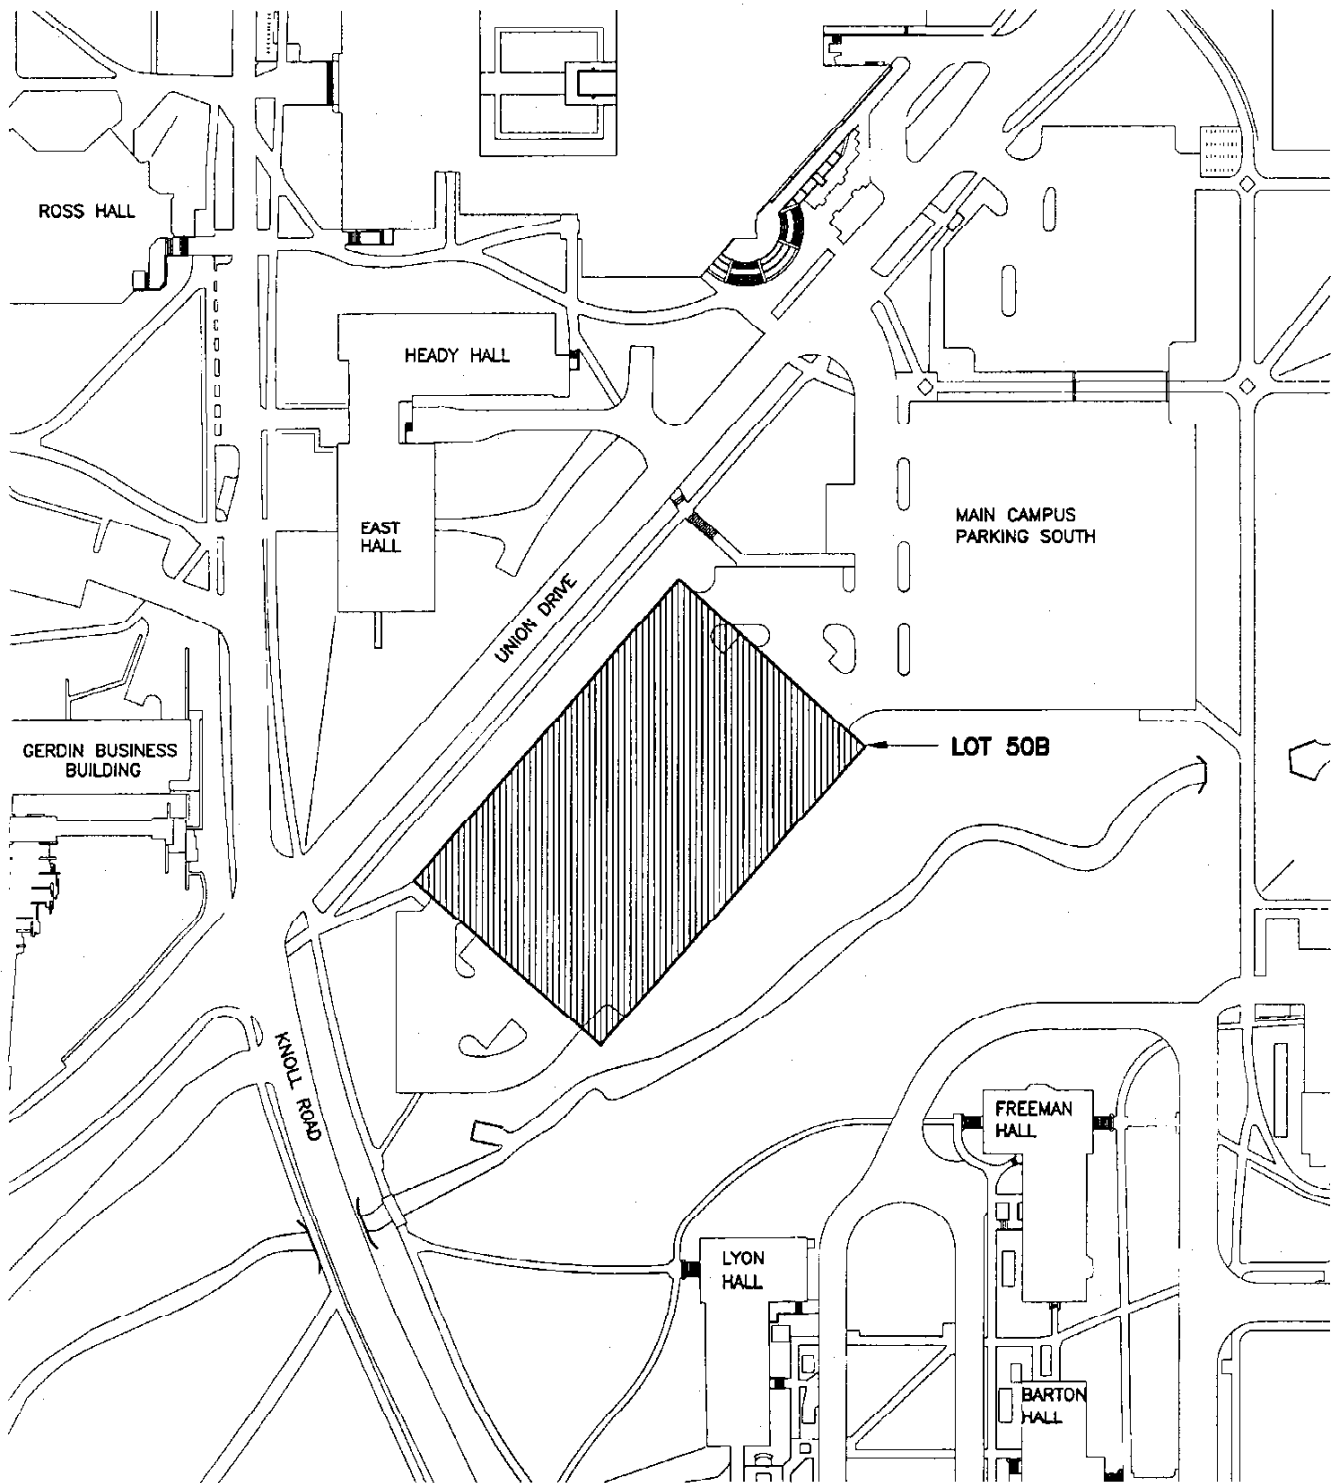 ROSS HALL
HEADY HALL
EAST
HALL
MAIN CAMPUS
PARKING SOUTH
UNION DRIVE
GERDIN BUSINESS
BUILDING
LOT 50B
KNOLL ROAD
FREEMAN
HALL
LYON
HALL
BARTON
HALL